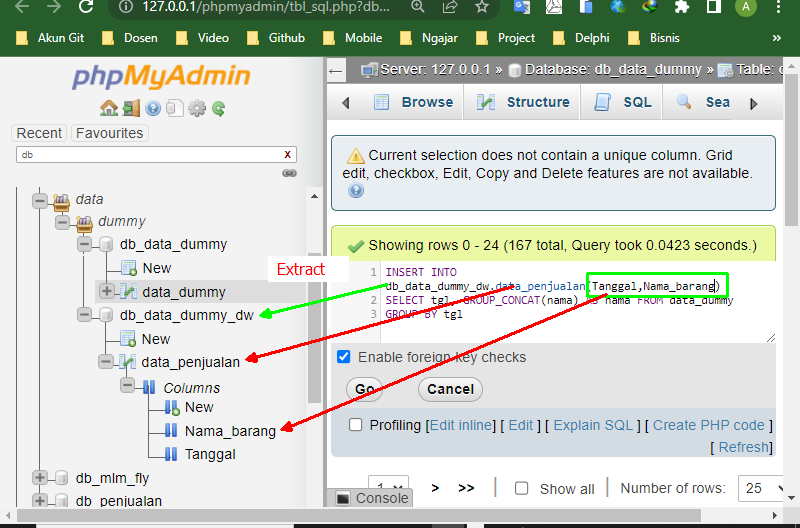 127.0.0.1/phpmyadmin/tbl_sql.php?db...
A
Akun Git
Dosen
Video
Github
Mobile
Ngajar
Project
Delphi
Bisnis
»
phpMyAdmin
Recent Favourites
db X
data
dummy
db_data_dummy
New
data_dummy
db_data_dummy_dw
New
data_penjualan
Columns
New
Nama_barang
Tanggal
db_mlm_fly
db_penjualan
Extract
Server: 127.0.0.1 » Database: db_data_dummy » Table:
Browse Structure SQL Sea
Current selection does not contain a unique column. Grid
edit, checkbox, Edit, Copy and Delete features are not available.
Showing rows 0 - 24 (167 total, Query took 0.0423 seconds.)
1 INSERT INTO
db_data_dummy_dw.data_penjualan(Tanggal,Nama_barang)
2 SELECT tgl, GROUP_CONCAT(nama) AS nama FROM data_dummy
3 GROUP BY tgl
Enable foreign key checks
Go Cancel
Profiling [Edit inline] [ Edit ] [ Explain SQL ] [ Create PHP code ]
[ Refresh]
1 > >> Show all Number of rows: 25
Console